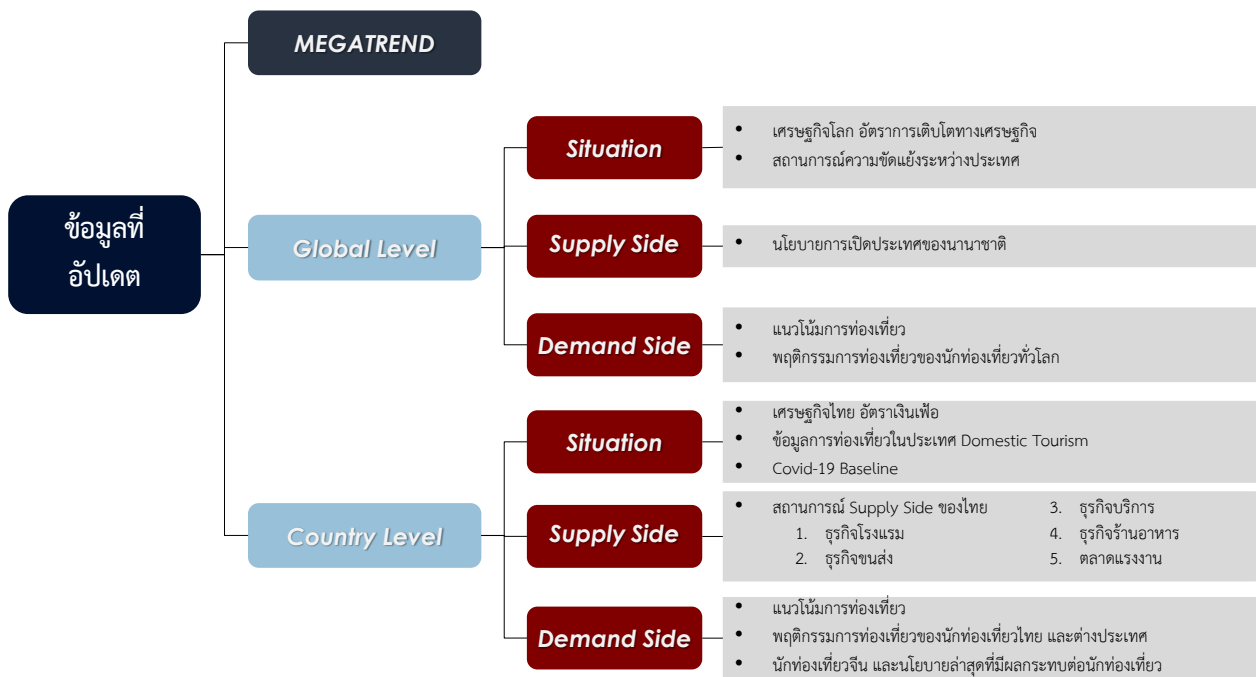 ข้อมูลที่
อัปเดต
MEGATREND
Global Level
Situation
• เศรษฐกิจโลก อัตราการเติบโตทางเศรษฐกิจ
• สถานการณ์ความขัดแย้งระหว่างประเทศ
Supply Side
• นโยบายการเปิดประเทศของนานาชาติ
Demand Side
• แนวโน้มการท่องเที่ยว
• พฤติกรรมการท่องเที่ยวของนักท่องเที่ยวทั่วโลก
Country Level
Situation
• เศรษฐกิจไทย อัตราเงินเฟ้อ
• ข้อมูลการท่องเที่ยวในประเทศ Domestic Tourism
• Covid-19 Baseline
Supply Side
• สถานการณ์ Supply Side ของไทย
1. ธุรกิจโรงแรม
2. ธุรกิจขนส่ง
3. ธุรกิจบริการ
4. ธุรกิจร้านอาหาร
5. ตลาดแรงงาน
Demand Side
• แนวโน้มการท่องเที่ยว
• พฤติกรรมการท่องเที่ยวของนักท่องเที่ยวไทย และต่างประเทศ
• นักท่องเที่ยวจีน และนโยบายล่าสุดที่มีผลกระทบต่อนักท่องเที่ยว